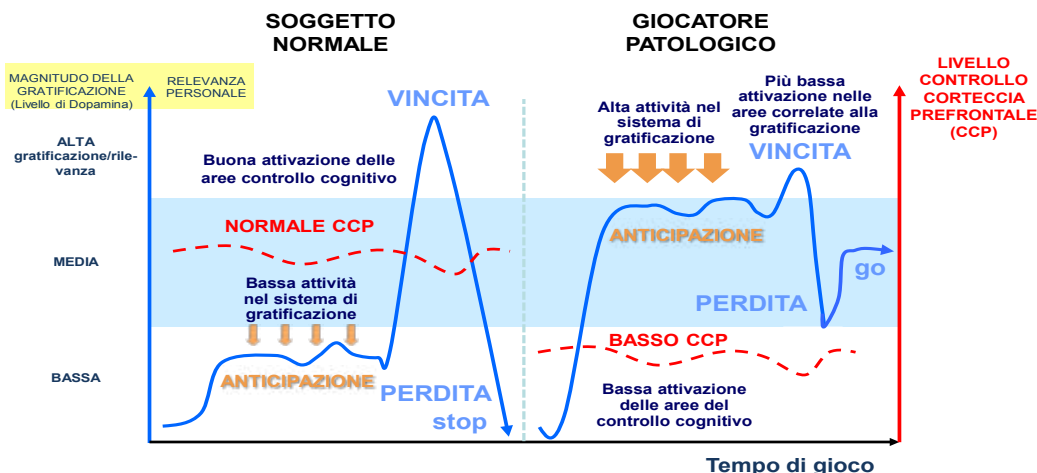 SOGGETTO
NORMALE
GIOCATORE
PATOLOGICO
MAGNITUDO DELLA
GRATIFICAZIONE
(Livello di Dopamina)
RELEVANZA
PERSONALE
ALTA
gratificazione/rile-
vanza
MEDIA
BASSA
VINCITA
Buona attivazione delle
aree controllo cognitivo
NORMALE CCP
Bassa attività
nel sistema di
gratificazione
ANTICIPAZIONE
PERDITA
stop
Alta attività nel
sistema di
gratificazione
Più bassa
attivazione nelle
aree correlate alla
gratificazione
VINCITA
ANTICIPAZIONE
go
PERDITA
BASSO CCP
Bassa attivazione
delle aree del
controllo cognitivo
LIVELLO
CONTROLLO
CORTECCIA
PREFRONTALE
(CCP)
Tempo di gioco